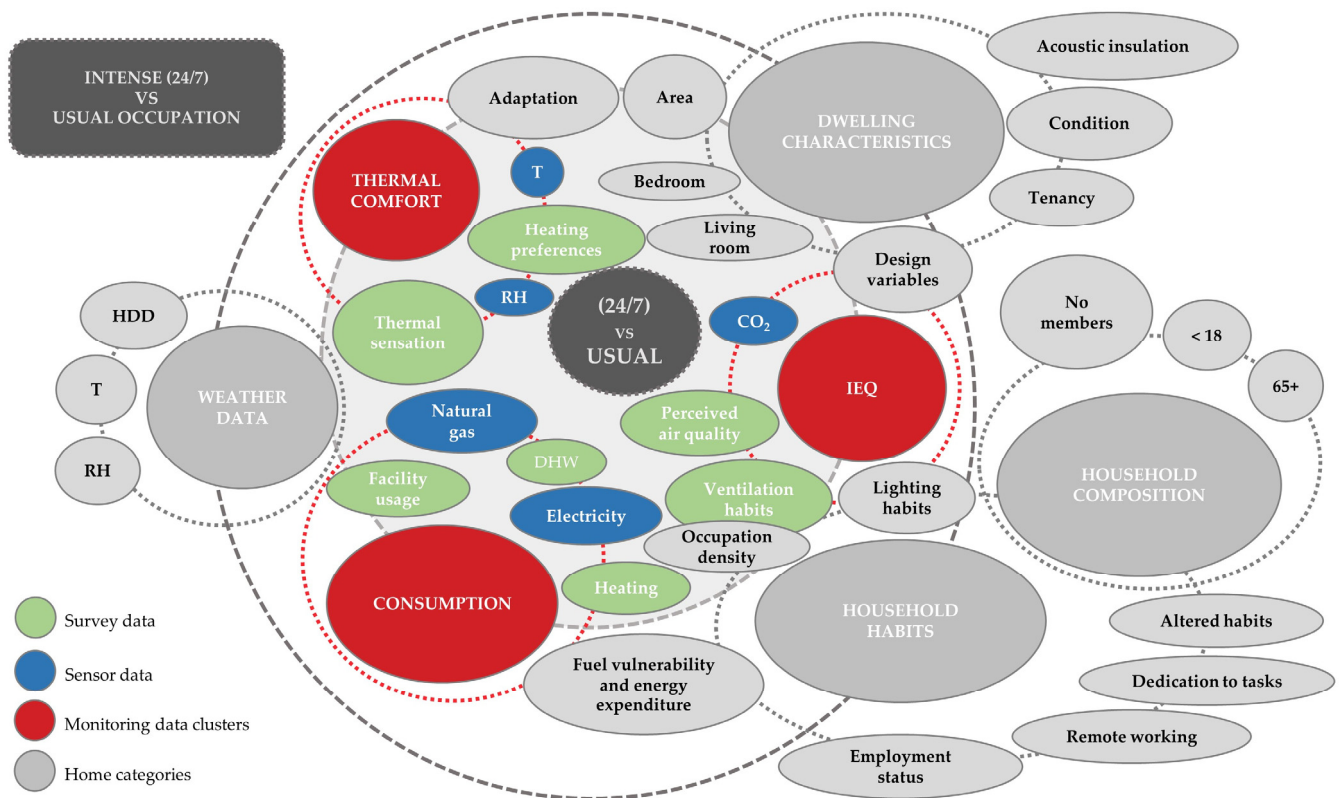 INTENSE (24/7)
VS
USUAL OCCUPATION
Adaptation
Area
Acoustic insulation
DWELLING
CHARACTERISTICS
Condition
THERMAL
COMFORT
T
Bedroom
Tenancy
Heating
preferences
Living
room
Design
variables
HDD
RH
(24/7)
VS
USUAL
CO₂
No
members
< 18
Thermal
sensation
65+
T
WEATHER
DATA
IEQ
Natural
gas
Perceived
air quality
RH
DHW
Facility
usage
Ventilation
habits
Lighting
habits
HOUSEHOLD
COMPOSITION
Electricity
Occupation
density
Heating
CONSUMPTION
HOUSEHOLD
HABITS
Survey data
Altered habits
Sensor data
Fuel vulnerability
and energy
expenditure
Dedication to tasks
Monitoring data clusters
Remote working
Employment
status
Home categories